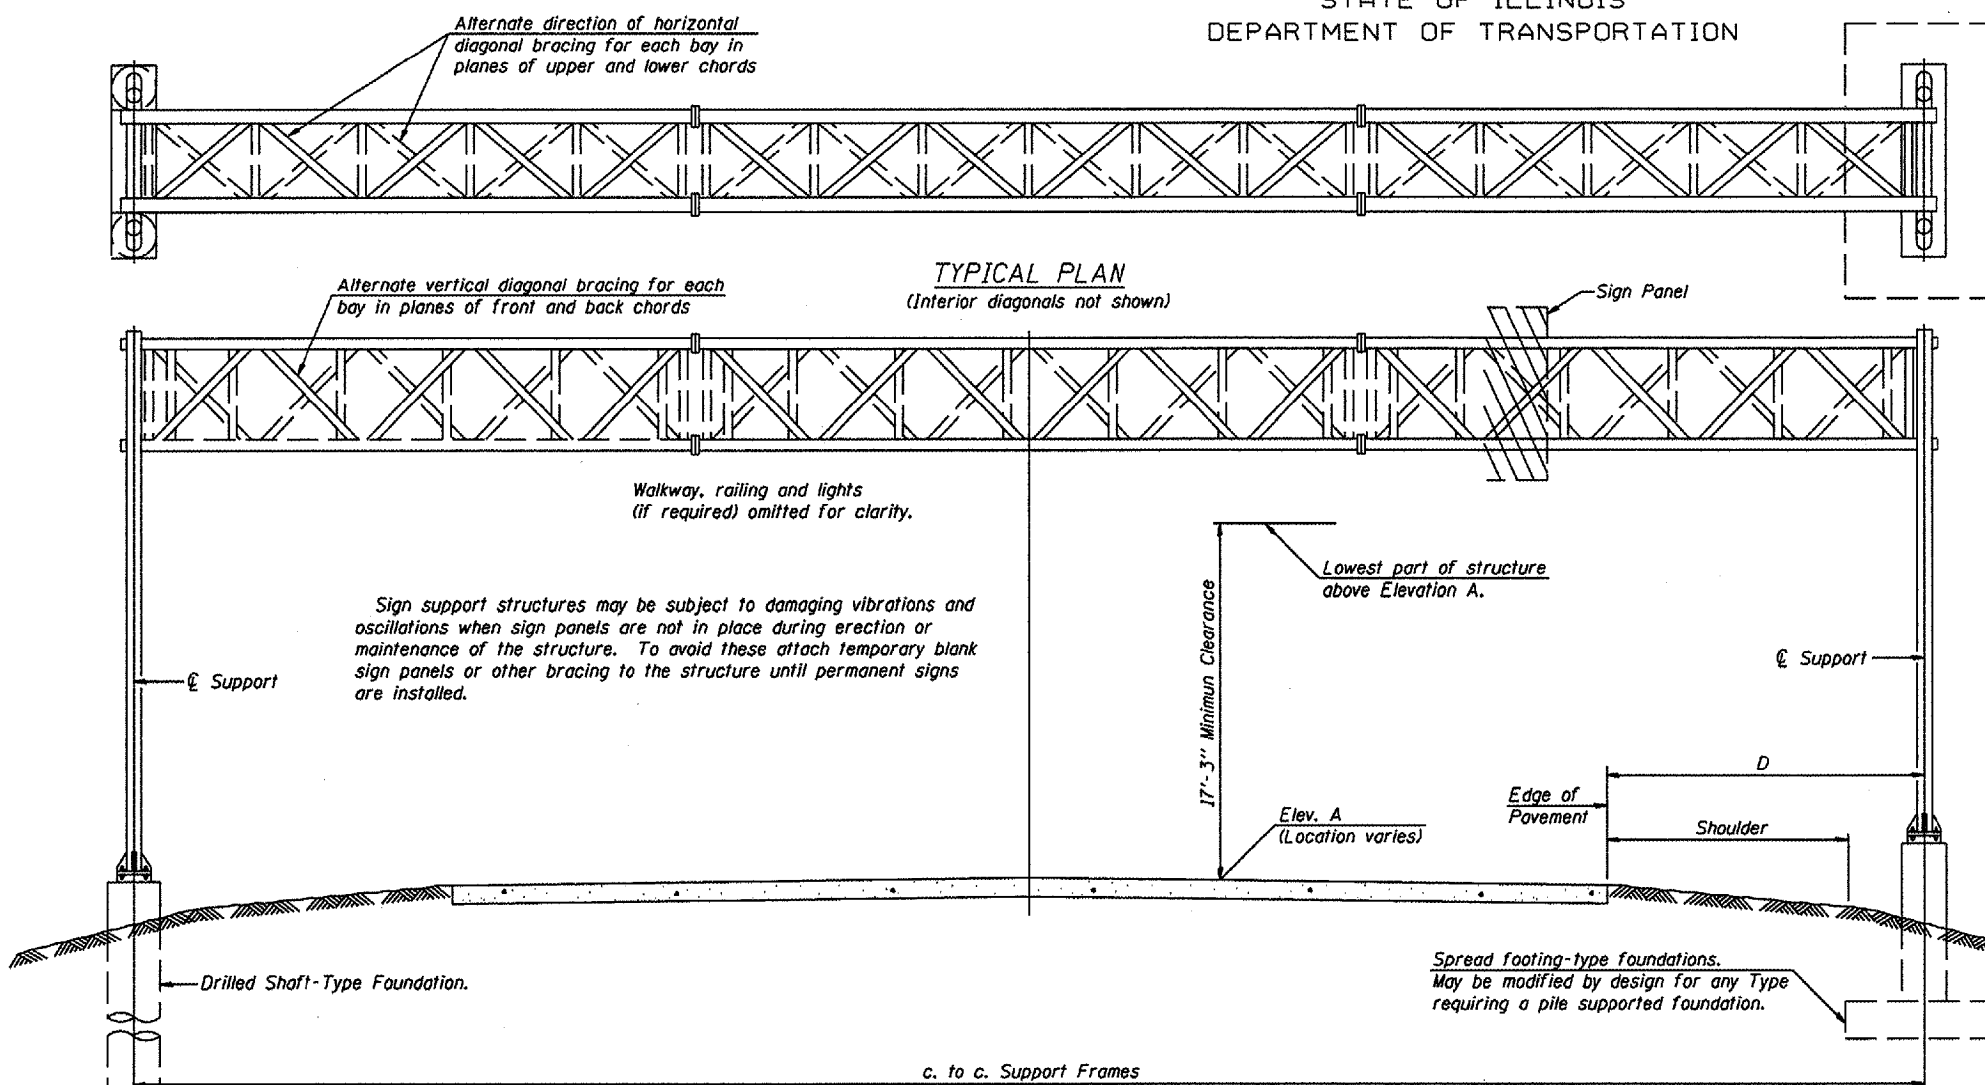 STATE OF ILLINOIS
DEPARTMENT OF TRANSPORTATION
Alternate direction of horizontal
diagonal bracing for each bay in
planes of upper and lower chords
TYPICAL PLAN
(Interior diagonals not shown)
Alternate vertical diagonal bracing for each
bay in planes of front and back chords
Sign Panel
Walkway, railing and lights
(if required) omitted for clarity.
Lowest part of structure
above Elevation A.
17'-3" Minimun Clearance
Sign support structures may be subject to damaging vibrations and
oscillations when sign panels are not in place during erection or
maintenance of the structure. To avoid these attach temporary blank
sign panels or other bracing to the structure until permanent signs
are installed.
℄ Support
℄ Support
D
Edge of
Pavement
Shoulder
Elev. A
(Location varies)
Drilled Shaft-Type Foundation.
Spread footing-type foundations.
May be modified by design for any Type
requiring a pile supported foundation.
c. to c. Support Frames